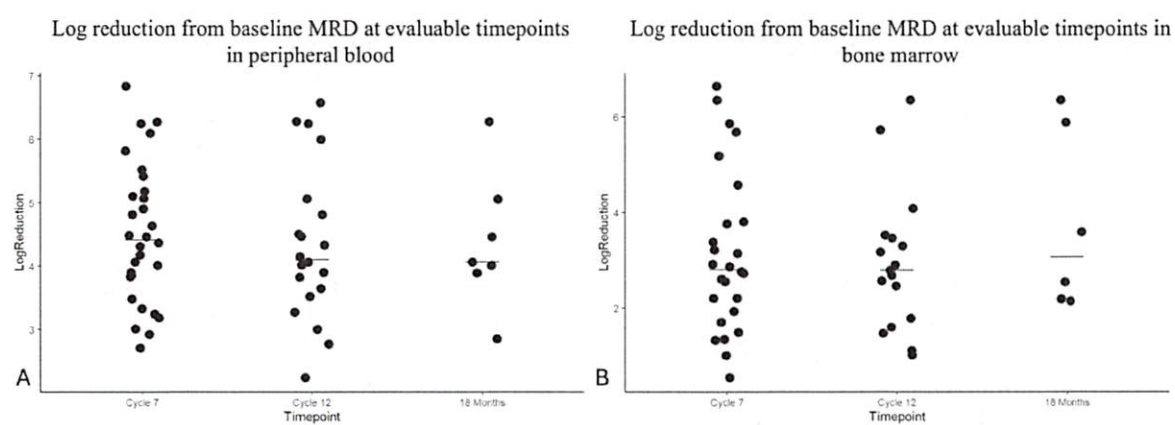 Log reduction from baseline MRD at evaluable timepoints
in peripheral blood
7
6
5
4
3
LogReduction
Cycle 7
Cycle 12
18 Months
Timepoint
A
Log reduction from baseline MRD at evaluable timepoints in
bone marrow
6
4
2
LogReduction
Cycle 7
Cycle 12
18 Months
Timepoint
B